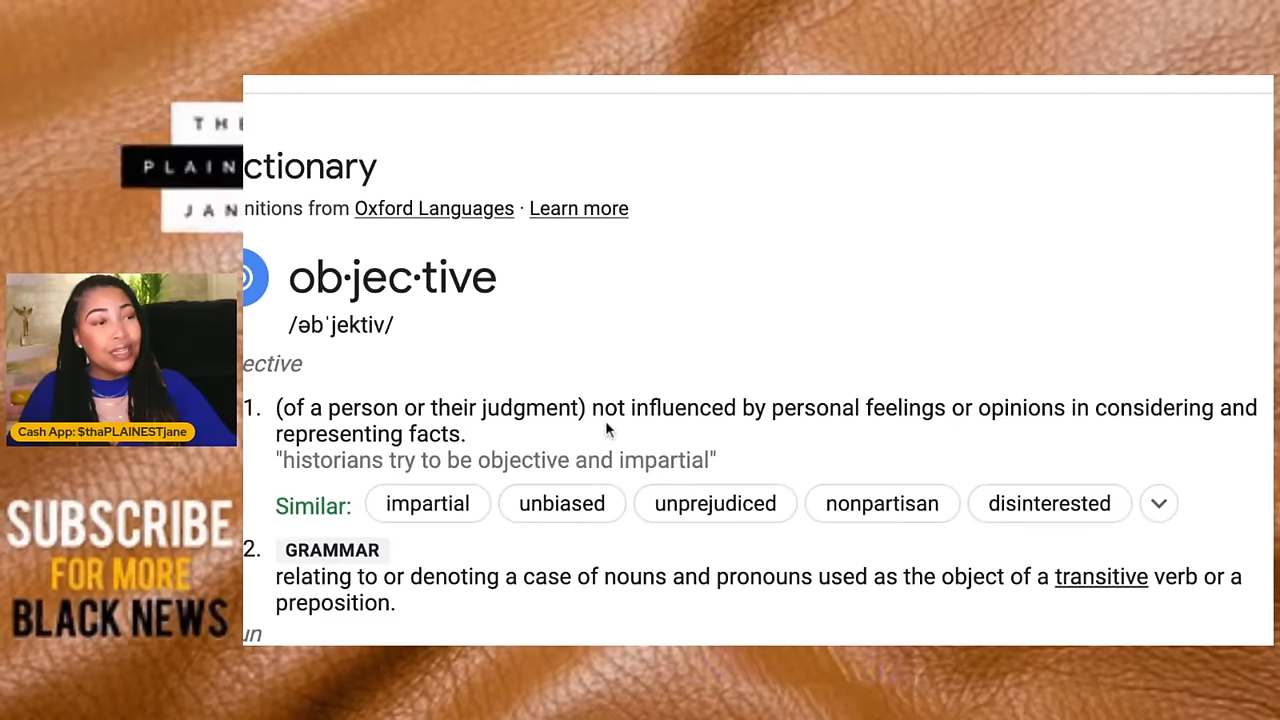 THE
PLAIN
JAN
ctionary
nitions from Oxford Languages · Learn more
ob·jec·tive
/əbˈjektiv/
ective
1. (of a person or their judgment) not influenced by personal feelings or opinions in considering and
representing facts.
"historians try to be objective and impartial"
Similar: impartial unbiased unprejudiced nonpartisan disinterested
2. GRAMMAR
relating to or denoting a case of nouns and pronouns used as the object of a transitive verb or a
preposition.
un
Cash App: $thaPLAINESTjane
SUBSCRIBE
FOR MORE
BLACK NEWS